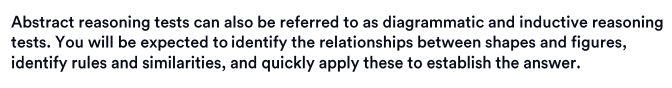 Abstract reasoning tests can also be referred to as diagrammatic and inductive reasoning
tests. You will be expected to identify the relationships between shapes and figures,
identify rules and similarities, and quickly apply these to establish the answer.